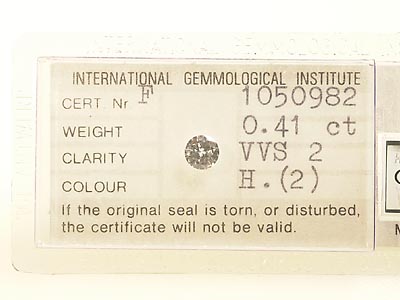 INTERNATIONAL GEMMOLOGICAL INSTITUTE
CERT. Nr F 1050982
WEIGHT 0.41 ct
CLARITY VVS 2
COLOUR H.(2)
If the original seal is torn, or disturbed,
the certificate will not be valid.